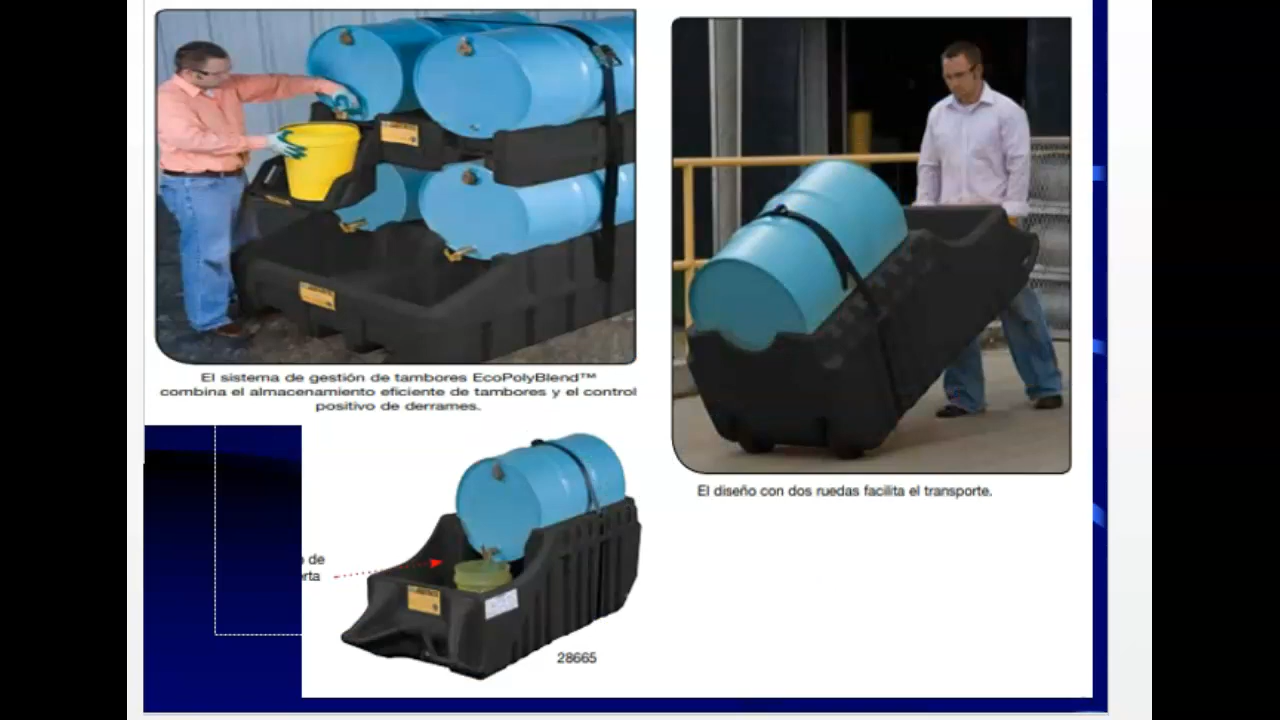 El sistema de gestión de tambores EcoPolyBlend™
combina el almacenamiento eficiente de tambores y el control
positivo de derrames.
El diseño con dos ruedas facilita el transporte.
de
28665